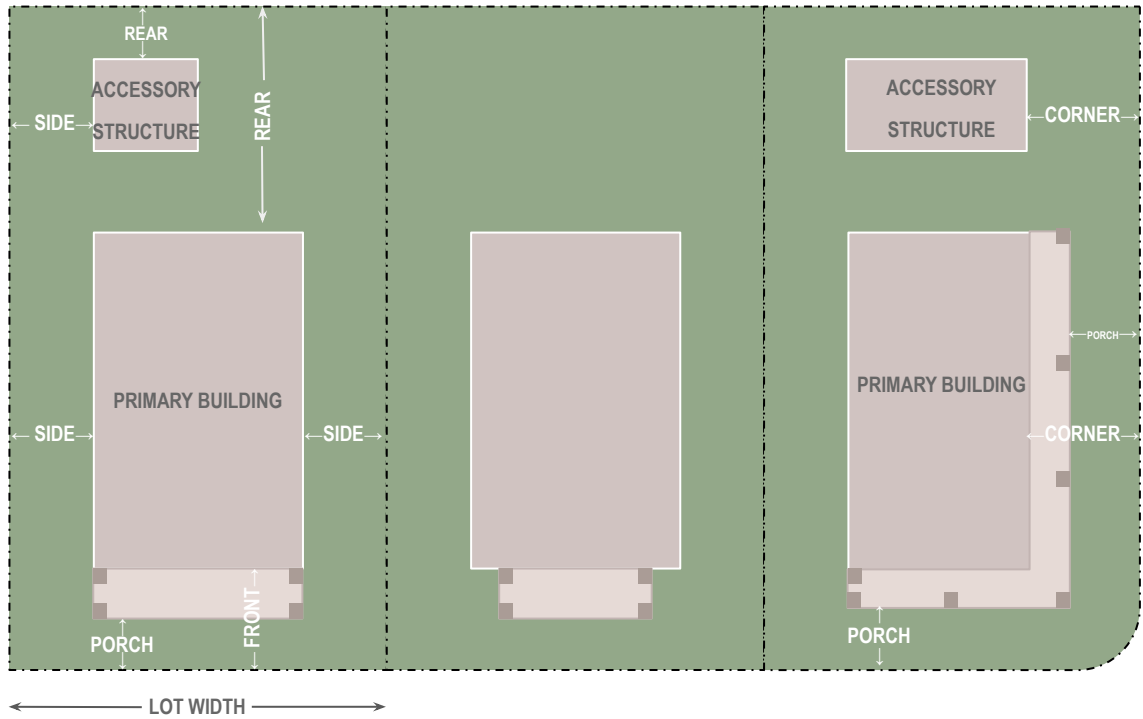 REAR
ACCESSORY
STRUCTURE
SIDE
REAR
ACCESSORY
STRUCTURE
CORNER
PORCH
PRIMARY BUILDING
PRIMARY BUILDING
SIDE
SIDE
CORNER
FRONT
PORCH
PORCH
LOT WIDTH